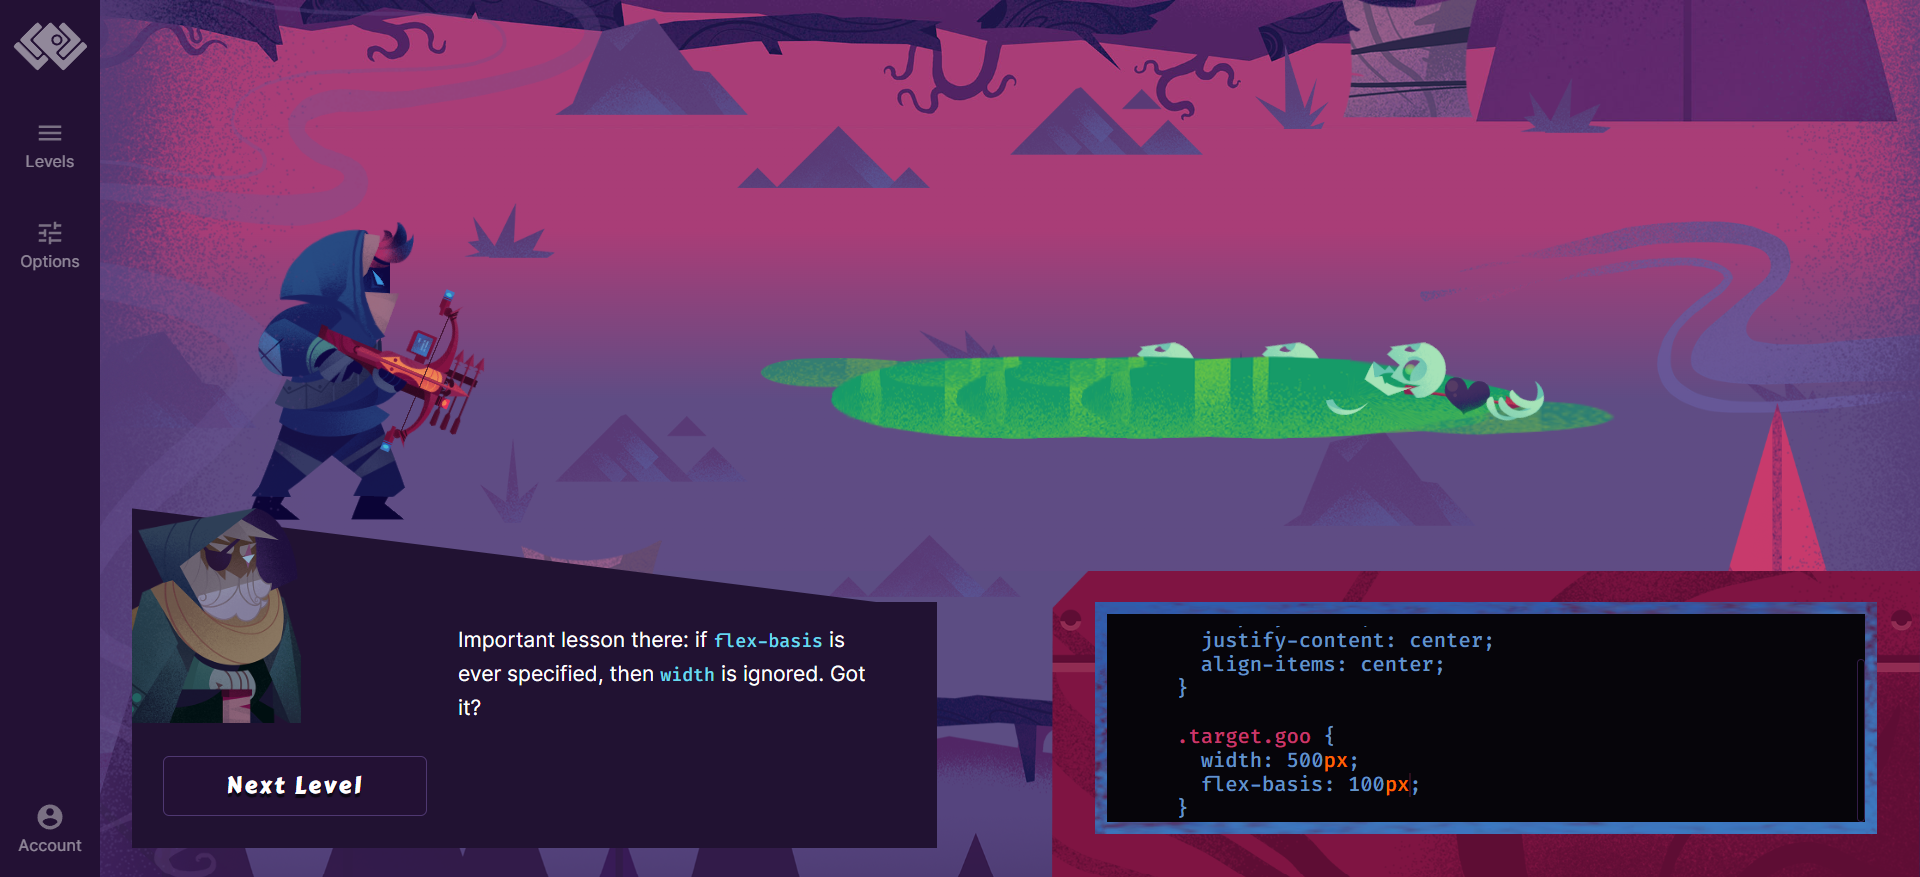 Levels
Options
Important lesson there: if flex-basis is
ever specified, then width is ignored. Got
it?
Next Level
Account
justify-content: center;
align-items: center;
}
.target.goo {
width: 500px;
flex-basis: 100px;
}